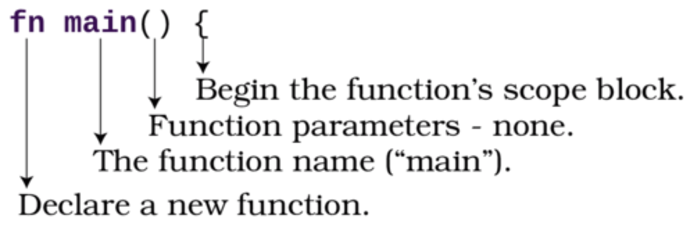 fn main() {
Begin the function’s scope block.
Function parameters - none.
The function name (“main”).
Declare a new function.